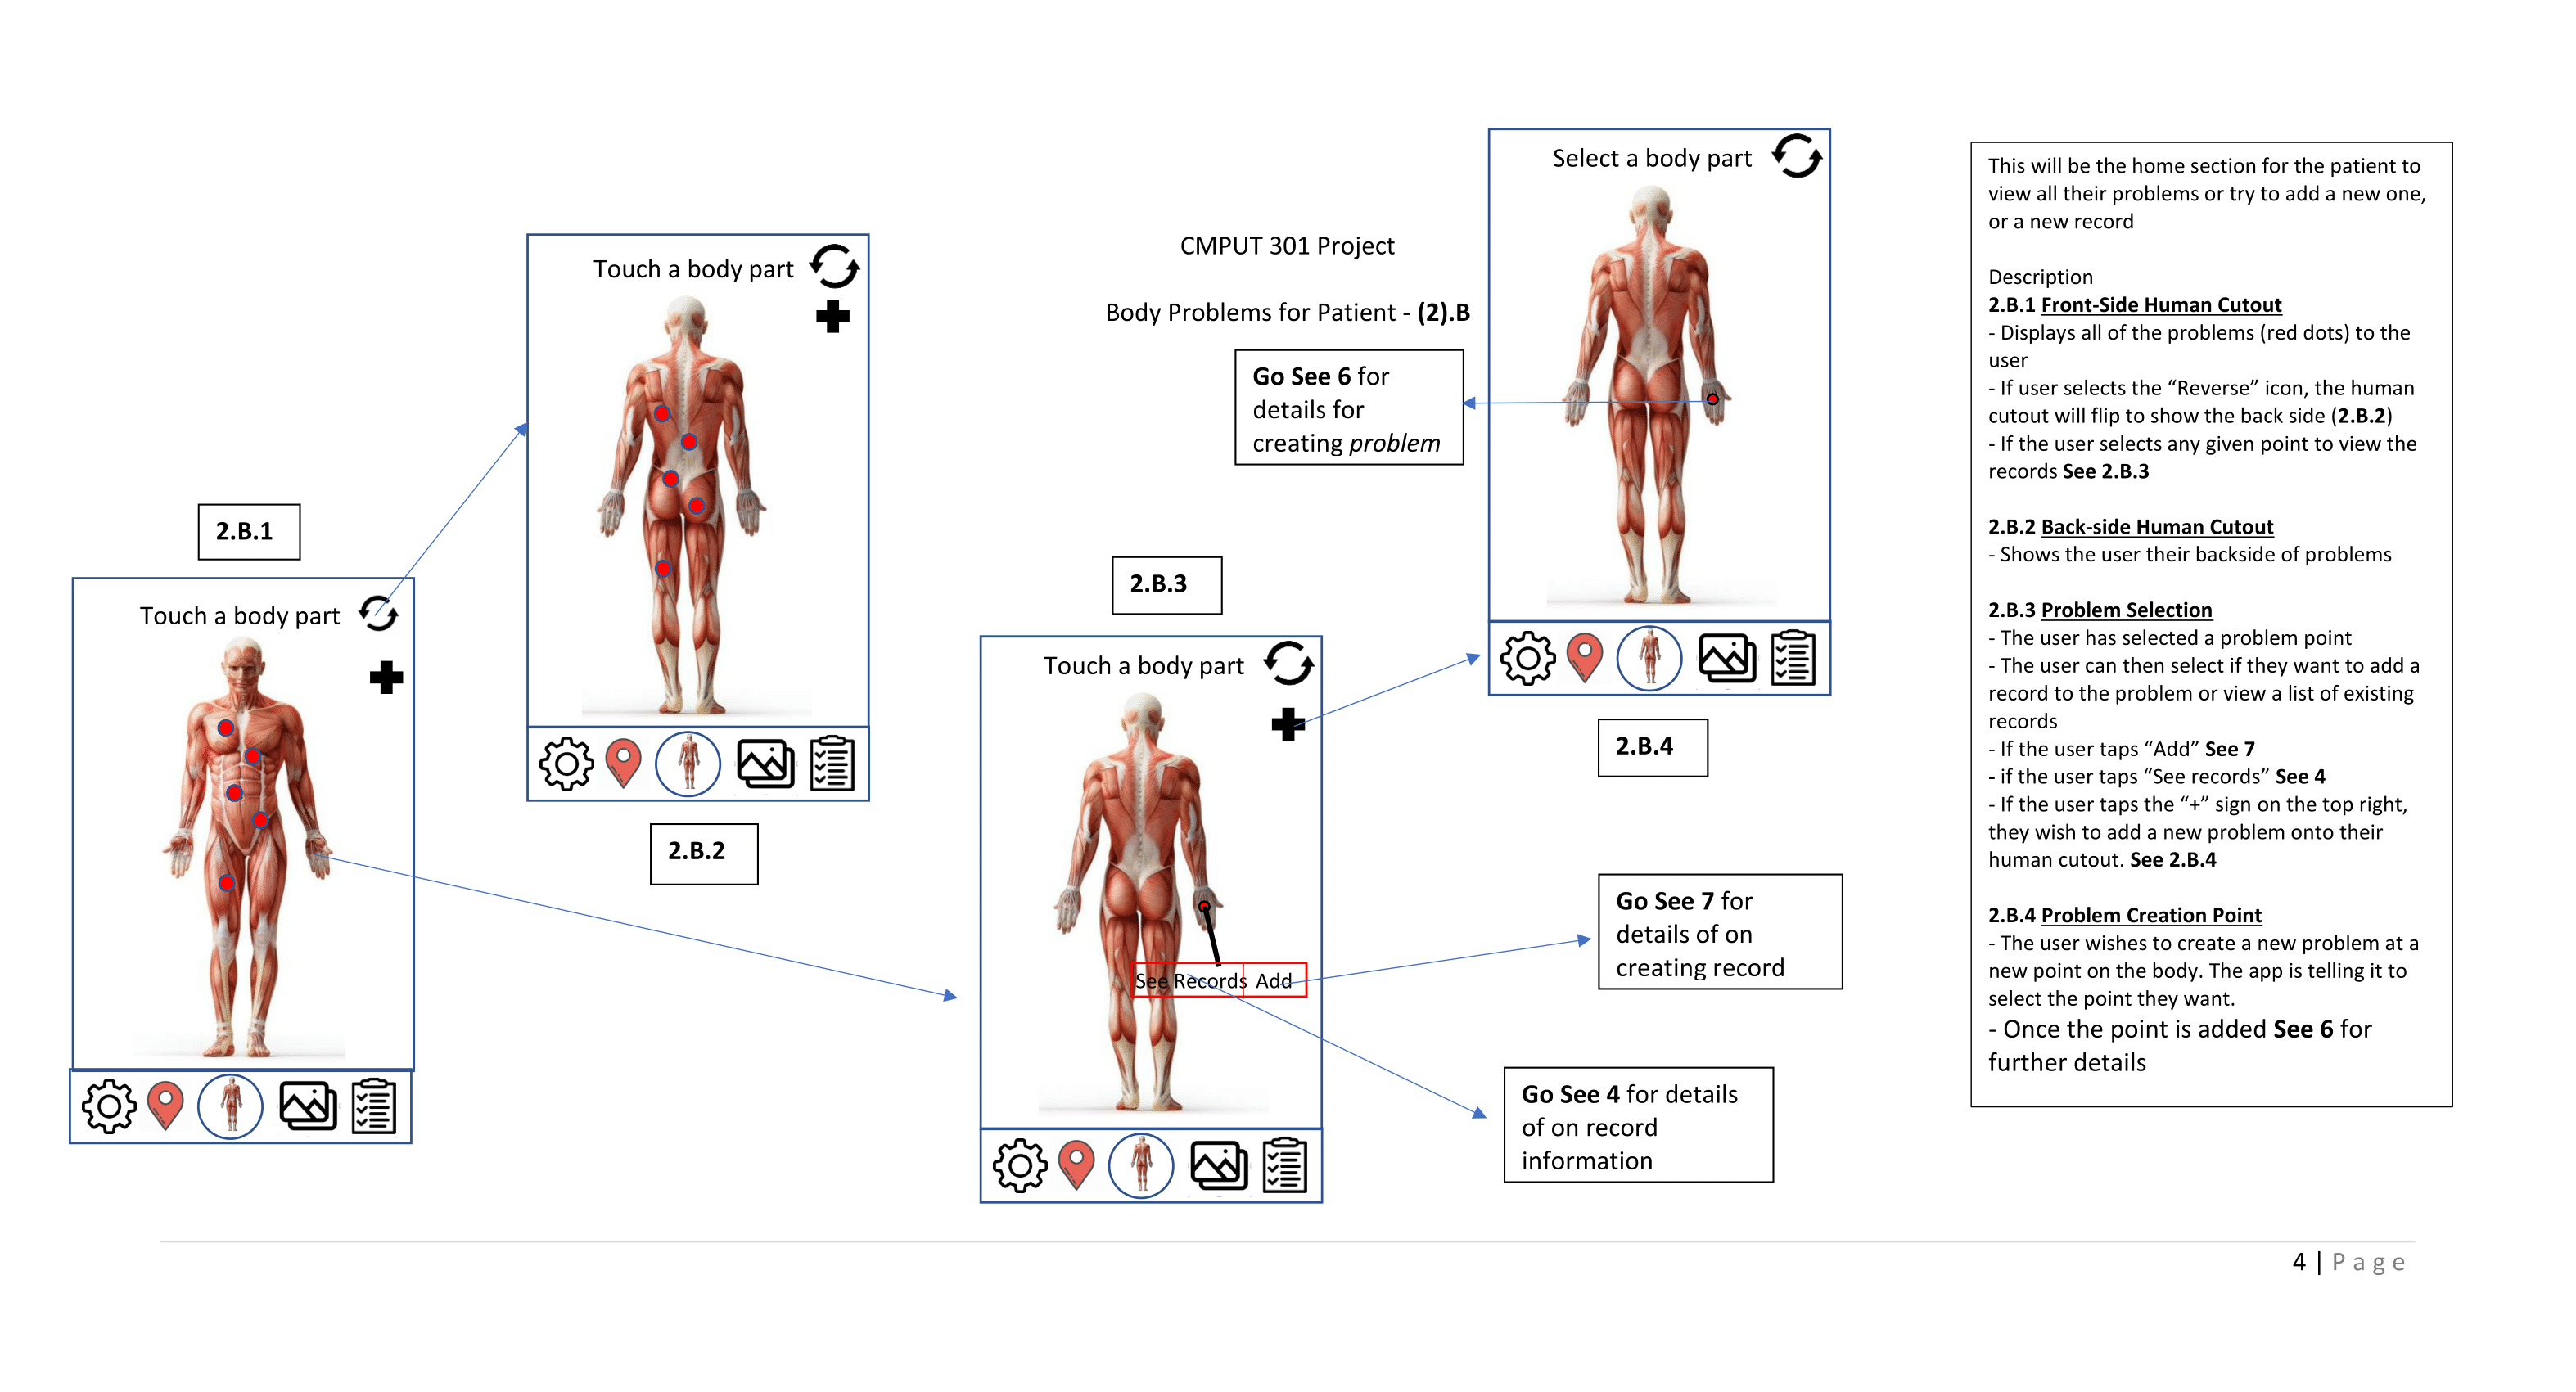 CMPUT 301 Project
Body Problems for Patient - (2).B
2.B.1
Touch a body part
Touch a body part
2.B.2
2.B.3
Touch a body part
See Records Add
Select a body part
2.B.4
Go See 6 for
details for
creating problem
Go See 7 for
details of on
creating record
Go See 4 for details
of on record
information
This will be the home section for the patient to
view all their problems or try to add a new one,
or a new record
Description
2.B.1 Front-Side Human Cutout
- Displays all of the problems (red dots) to the
user
- If user selects the “Reverse” icon, the human
cutout will flip to show the back side (2.B.2)
- If the user selects any given point to view the
records See 2.B.3
2.B.2 Back-side Human Cutout
- Shows the user their backside of problems
2.B.3 Problem Selection
- The user has selected a problem point
- The user can then select if they want to add a
record to the problem or view a list of existing
records
- If the user taps “Add” See 7
- if the user taps “See records” See 4
- If the user taps the “+” sign on the top right,
they wish to add a new problem onto their
human cutout. See 2.B.4
2.B.4 Problem Creation Point
- The user wishes to create a new problem at a
new point on the body. The app is telling it to
select the point they want.
- Once the point is added See 6 for
further details
4 | Page